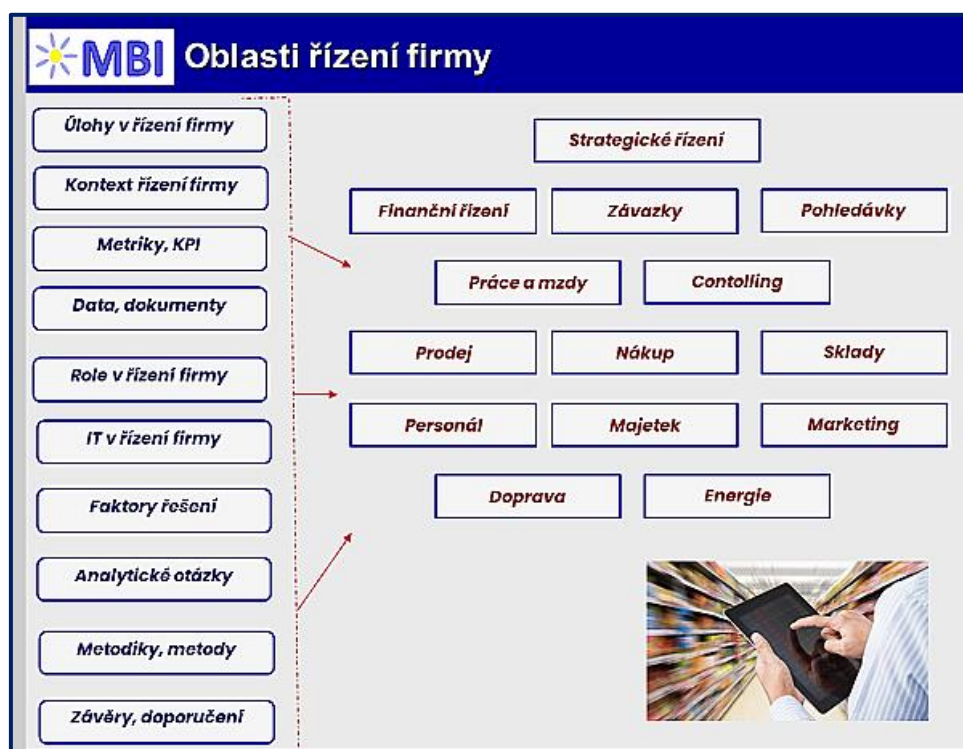 MBI Oblasti řízení firmy
Úlohy v řízení firmy
Kontext řízení firmy
Metriky, KPI
Data, dokumenty
Role v řízení firmy
IT v řízení firmy
Faktory řešení
Analytické otázky
Metodiky, metody
Závěry, doporučení
Strategické řízení
Finanční řízení
Závazky
Pohledávky
Práce a mzdy
Contolling
Prodej
Nákup
Sklady
Personál
Majetek
Marketing
Doprava
Energie